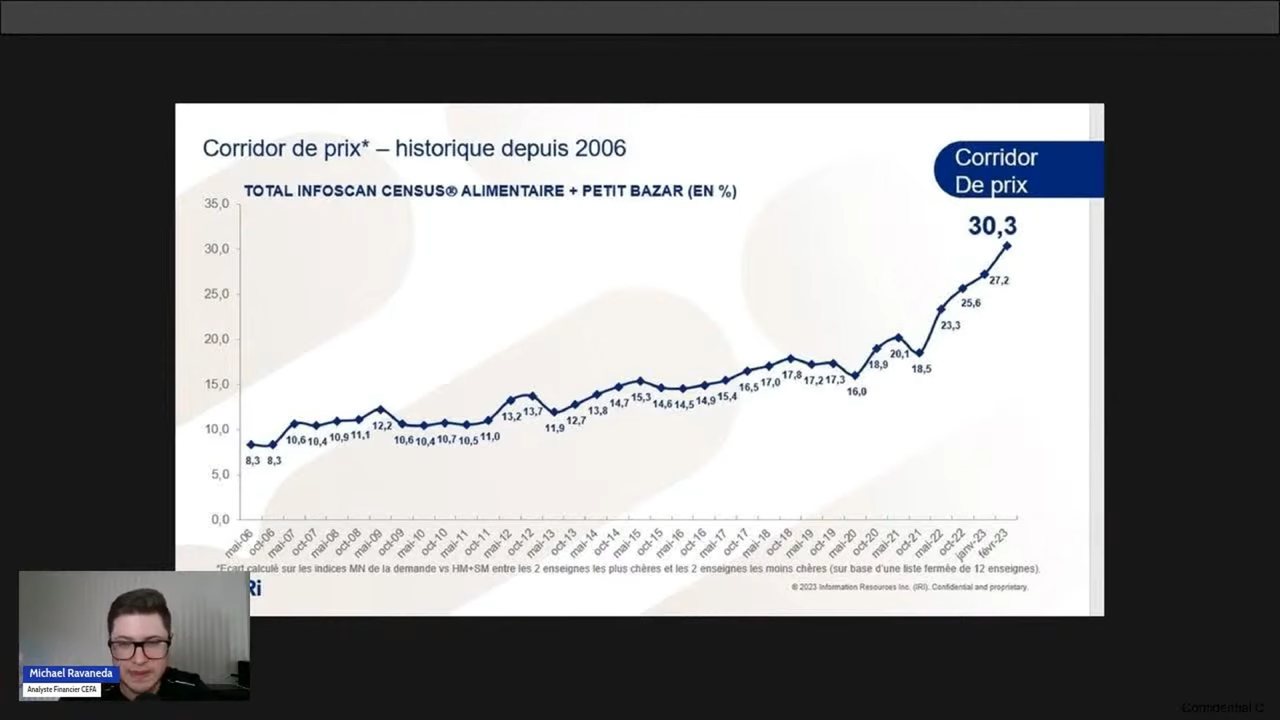 Corridor de prix* – historique depuis 2006
Corridor
De prix
TOTAL INFOSCAN CENSUS® ALIMENTAIRE + PETIT BAZAR (EN %)
35,0
30,0
25,0
20,0
15,0
10,0
5,0
0,0
8,3 8,3 10,6 10,4 10,9 11,1 12,2 10,6 10,4 10,7 10,5 11,0 13,2 13,7 11,9 12,7 13,8 14,7 15,3 14,6 14,5 14,9 15,4 16,5 17,0 17,8 17,2 17,3 16,0 18,9 20,1 18,5 23,3 25,6 27,2 30,3
mai-06 oct-06 mai-07 oct-07 mai-08 oct-08 mai-09 oct-09 mai-10 oct-10 mai-11 oct-11 mai-12 oct-12 mai-13 oct-13 mai-14 oct-14 mai-15 oct-15 mai-16 oct-16 mai-17 oct-17 mai-18 oct-18 mai-19 oct-19 mai-20 oct-20 mai-21 oct-21 mai-22 oct-22 janv-23 févr-23
*Ecart calculé sur les indices MN de la demande vs HM+SM entre les 2 enseignes les plus chères et les 2 enseignes les moins chères (sur base d'une liste fermée de 12 enseignes).
Ri
© 2023 Information Resources Inc. (IRI). Confidential and proprietary.
Michael Ravaneda
Analyste Financier CEFA
Confidential C